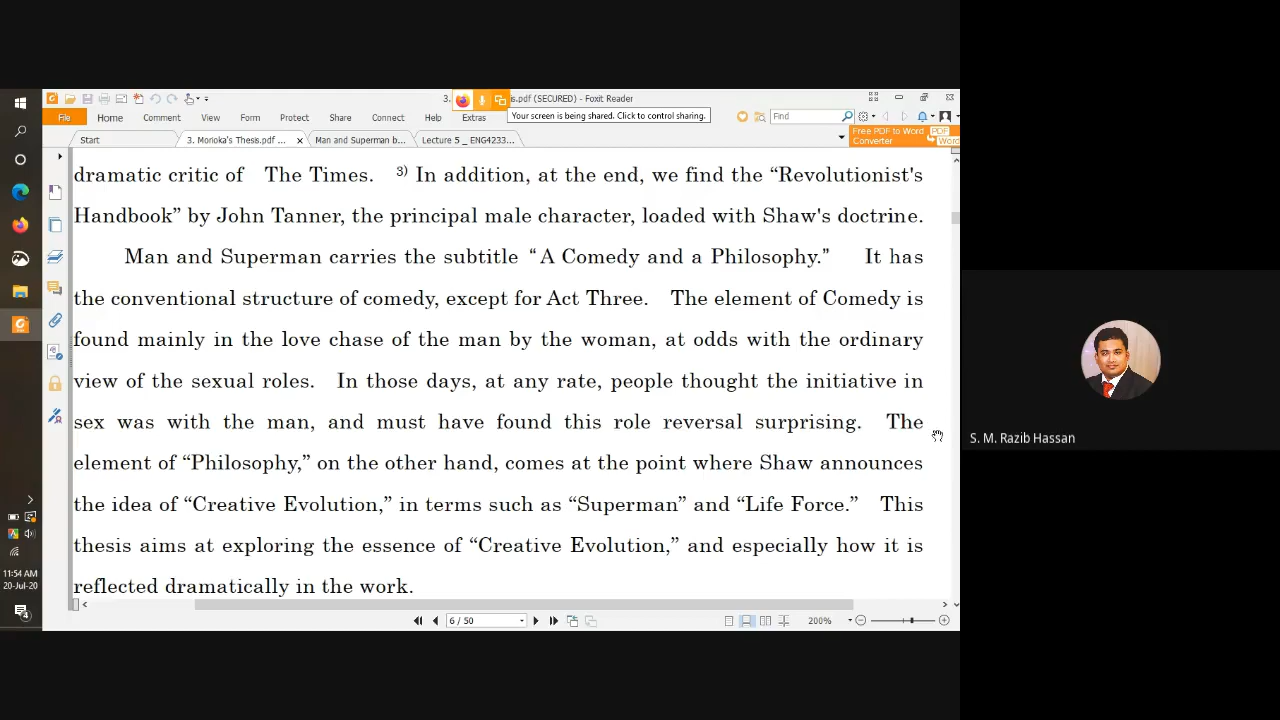 3.
is.pdf (SECURED) - Foxit Reader
Your screen is being shared. Click to control sharing.
File Home Comment View Form Protect Share Connect Help Extras
Find
Free PDF to Word Converter
PDF
Word
Start
3. Morioka's Thesis.pdf ...
Man and Superman b...
Lecture 5 _ ENG4233...
dramatic critic of The Times. 3) In addition, at the end, we find the “Revolutionist's
Handbook” by John Tanner, the principal male character, loaded with Shaw's doctrine.
Man and Superman carries the subtitle “A Comedy and a Philosophy.” It has
the conventional structure of comedy, except for Act Three. The element of Comedy is
found mainly in the love chase of the man by the woman, at odds with the ordinary
view of the sexual roles. In those days, at any rate, people thought the initiative in
sex was with the man, and must have found this role reversal surprising. The
element of “Philosophy,” on the other hand, comes at the point where Shaw announces
the idea of “Creative Evolution,” in terms such as “Superman” and “Life Force.” This
thesis aims at exploring the essence of “Creative Evolution,” and especially how it is
reflected dramatically in the work.
6 / 50
200%
11:54 AM
20-Jul-20
4
S. M. Razib Hassan